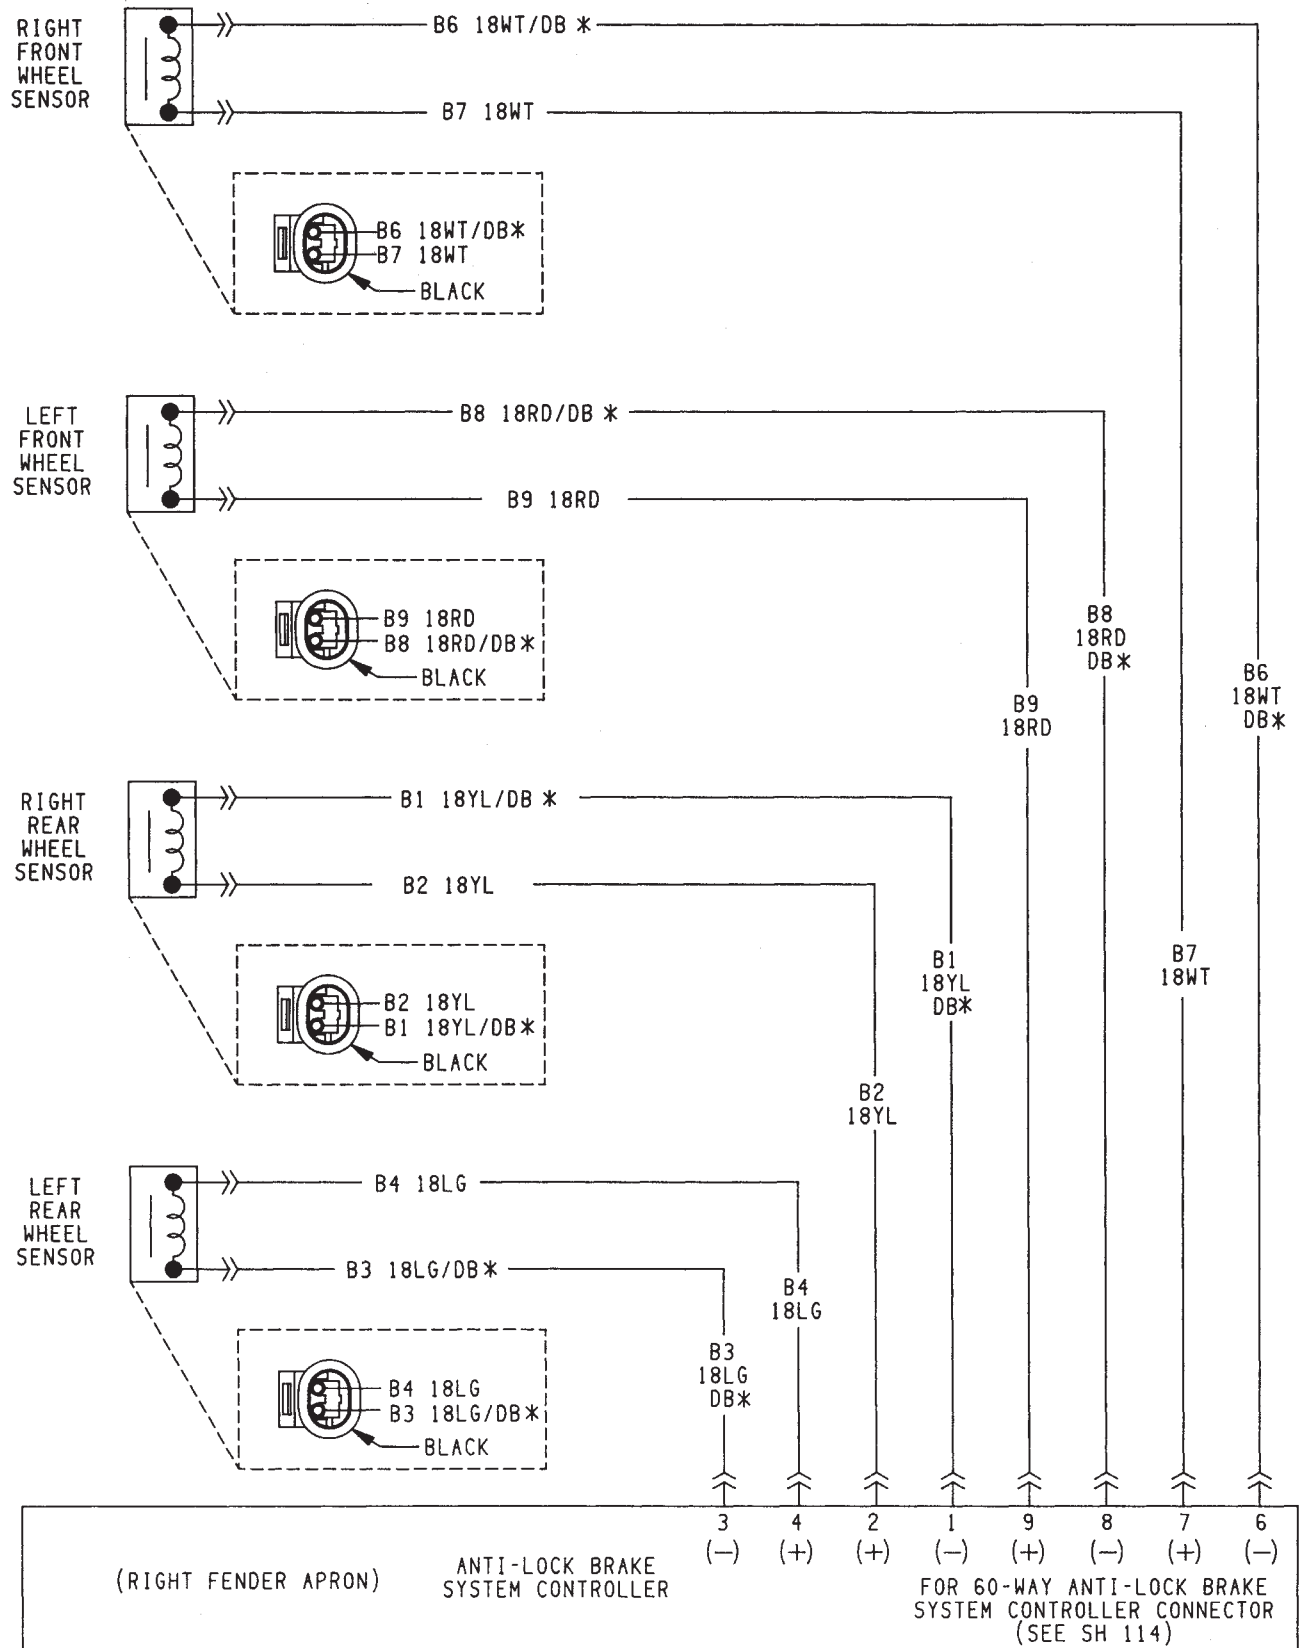 RIGHT
FRONT
WHEEL
SENSOR
B6 18WT/DB *
B7 18WT
B6 18WT/DB*
B7 18WT
BLACK
LEFT
FRONT
WHEEL
SENSOR
B8 18RD/DB *
B9 18RD
B9 18RD
B8 18RD/DB*
BLACK
B8
18RD
DB*
B6
18WT
DB*
B9
18RD
RIGHT
REAR
WHEEL
SENSOR
B1 18YL/DB *
B2 18YL
B2 18YL
B1 18YL/DB*
BLACK
B1
18YL
DB*
B7
18WT
B2
18YL
LEFT
REAR
WHEEL
SENSOR
B4 18LG
B3 18LG/DB*
B4 18LG
B3 18LG/DB*
BLACK
B4
18LG
B3
18LG
DB*
3 4 2 1 9 8 7 6
(—) (+) (+) (—) (+) (—) (+) (—)
(RIGHT FENDER APRON)
ANTI-LOCK BRAKE
SYSTEM CONTROLLER
FOR 60-WAY ANTI-LOCK BRAKE
SYSTEM CONTROLLER CONNECTOR
(SEE SH 114)